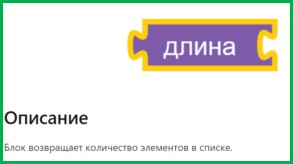 длина
Описание
Блок возвращает количество элементов в списке.